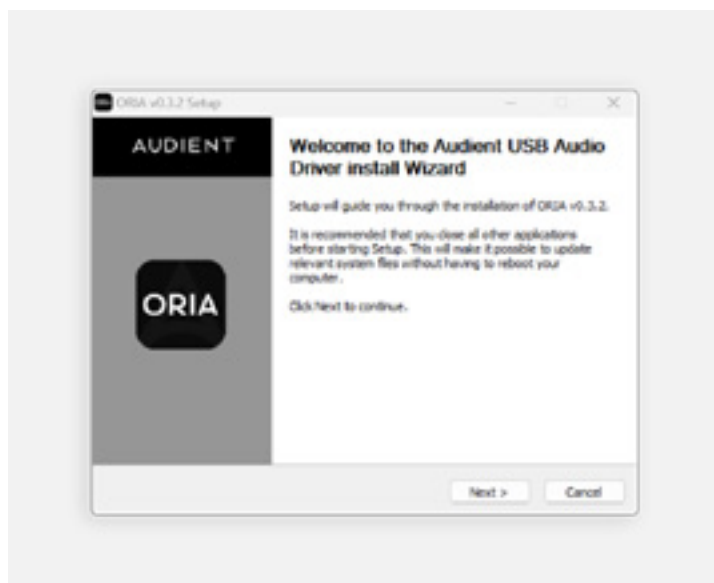 ORIA v0.3.2 Setup
AUDIENT
Welcome to the Audient USB Audio
Driver install Wizard
Setup will guide you through the installation of ORIA v0.3.2.
It is recommended that you close all other applications
before starting Setup. This will make it possible to update
relevant system files without having to reboot your
computer.
Click Next to continue.
ORIA
Next >
Cancel